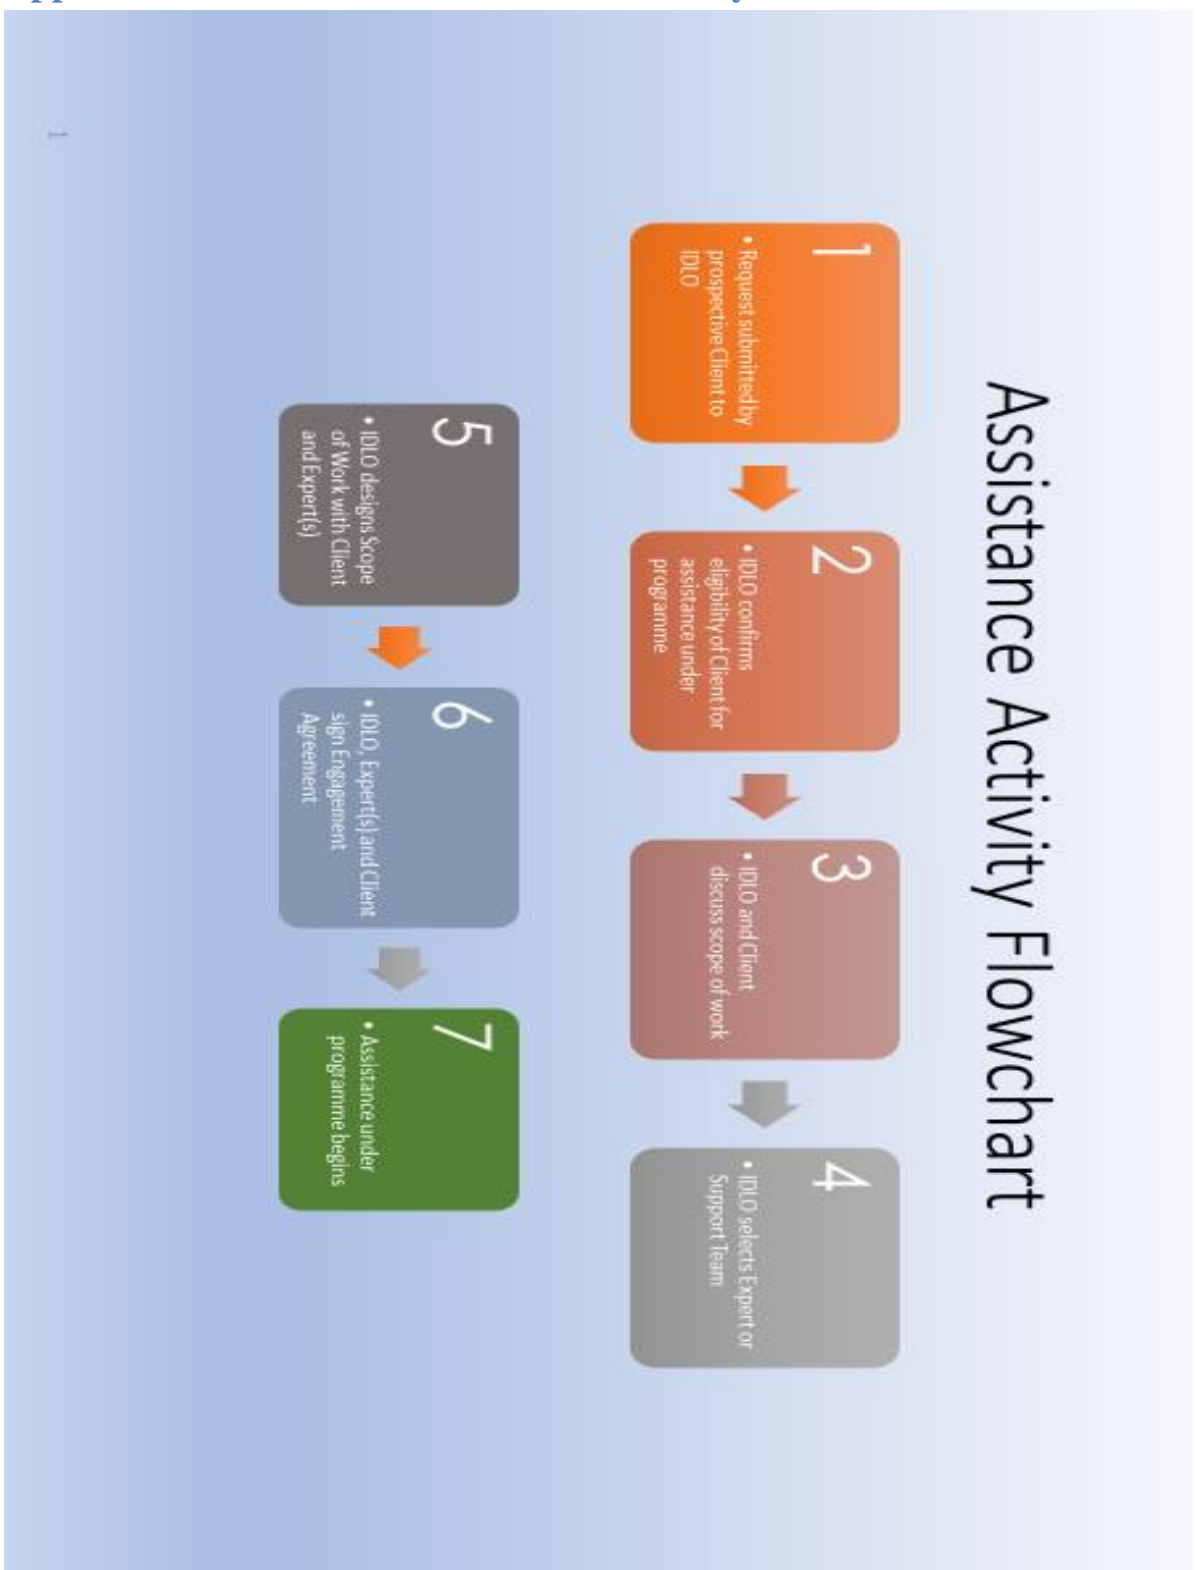 Assistance Activity Flowchart
1
• Request submitted by
prospective Client to
IDLO
2
• IDLO confirms
eligibility of Client for
assistance under
programme
3
• IDLO and Client
discuss scope of work
4
• IDLO selects Expert or
Support Team
5
• IDLO designs Scope
of Work with Client
and Expert(s)
6
• IDLO, Expert(s) and Client
sign Engagement
Agreement
7
• Assistance under
programme begins
1